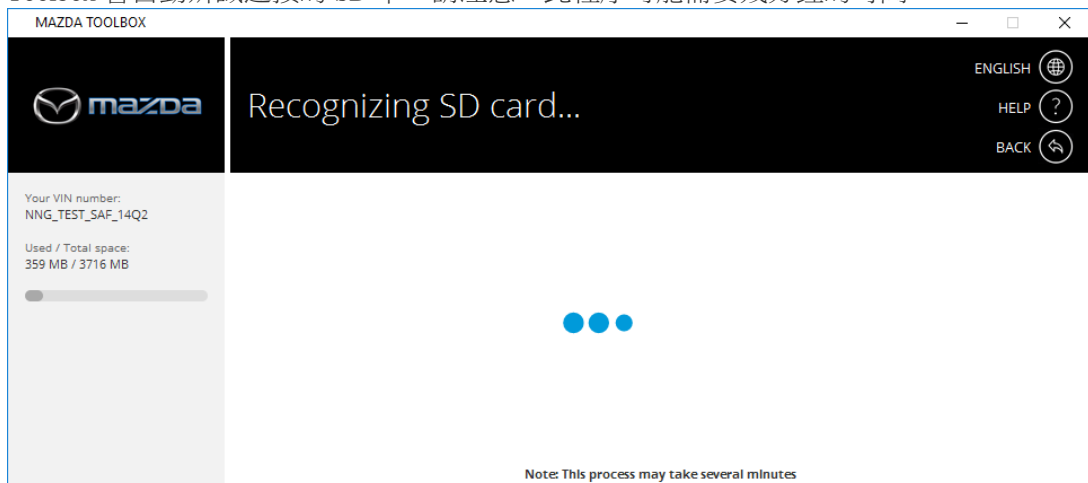 MAZDA TOOLBOX
mazda
Recognizing SD card...
ENGLISH
HELP
?
BACK
Your VIN number:
NNG_TEST_SAF_14Q2
Used / Total space:
359 MB / 3716 MB
Note: This process may take several minutes